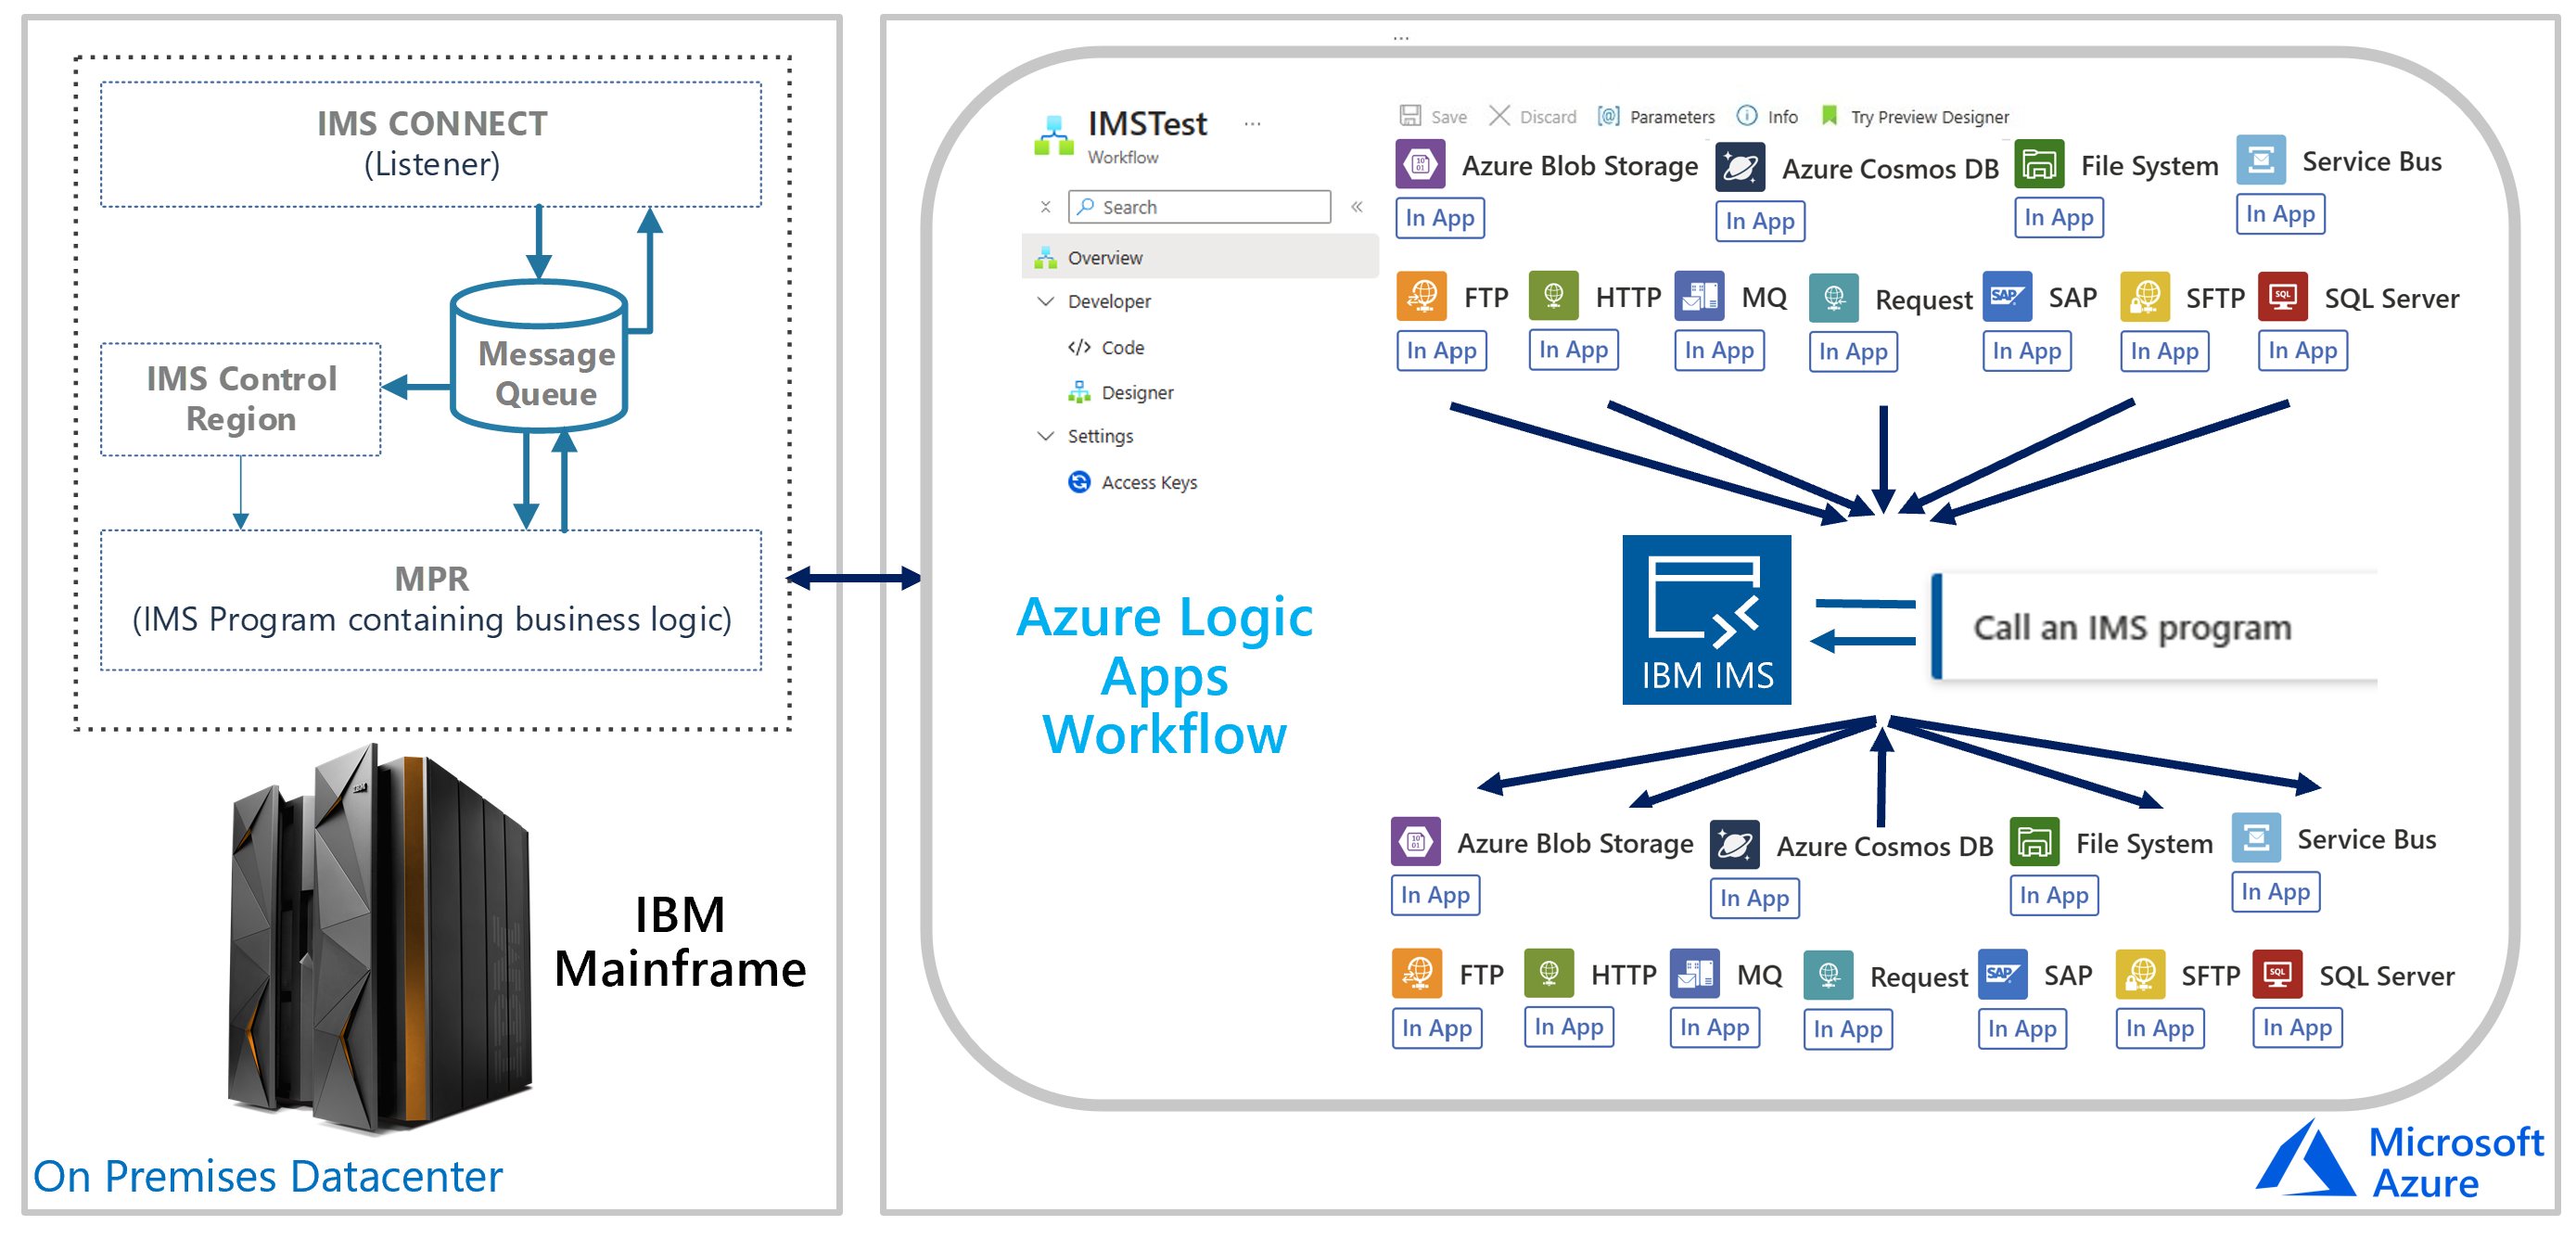 IMS CONNECT
(Listener)
Message
Queue
IMS Control
Region
MPR
(IMS Program containing business logic)
IBM
Mainframe
On Premises Datacenter
...
IMSTest ...
Workflow
Search
Overview
Developer
Code
Designer
Settings
Access Keys
Azure Logic
Apps
Workflow
Save Discard Parameters Info Try Preview Designer
Azure Blob Storage Azure Cosmos DB File System Service Bus
In App In App In App In App
FTP HTTP MQ Request SAP SFTP SQL Server
In App In App In App In App In App In App In App
IBM IMS
Call an IMS program
Azure Blob Storage Azure Cosmos DB File System Service Bus
In App In App In App In App
FTP HTTP MQ Request SAP SFTP SQL Server
In App In App In App In App In App In App In App
Microsoft
Azure